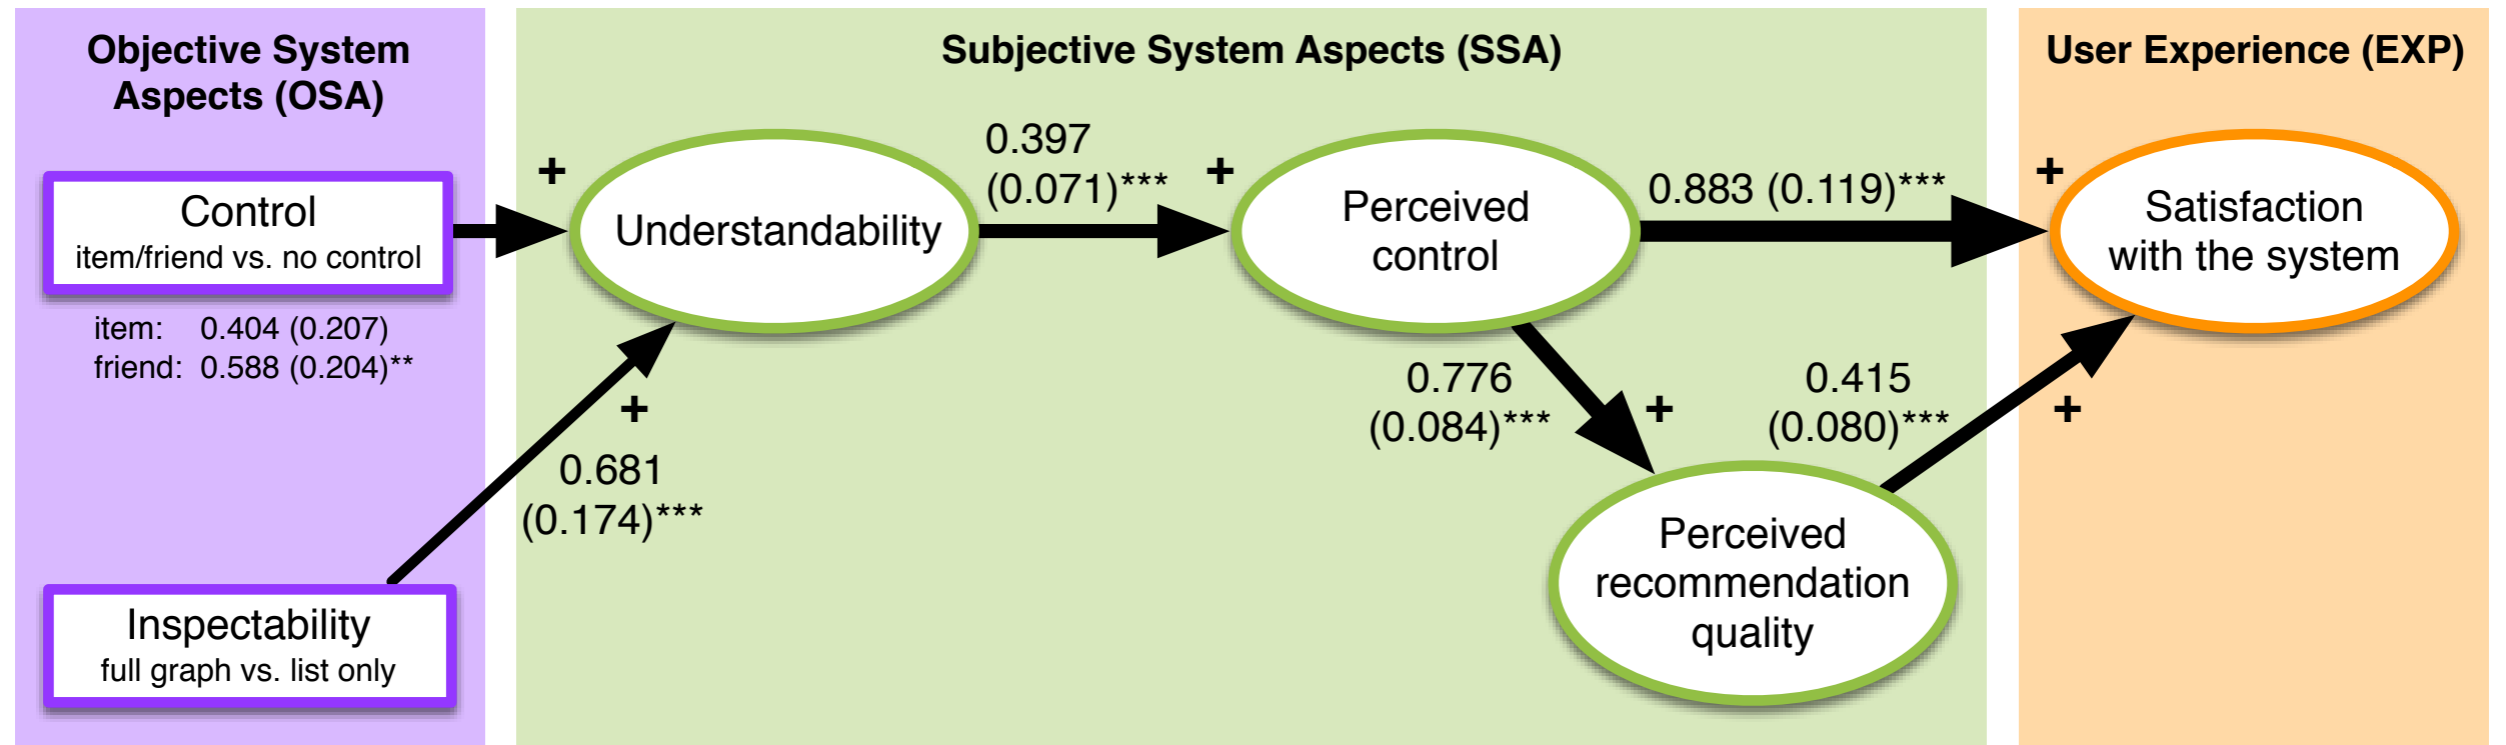 Objective System
Aspects (OSA)
Subjective System Aspects (SSA)
User Experience (EXP)
Control
item/friend vs. no control
item: 0.404 (0.207)
friend: 0.588 (0.204)**
+
Understandability
0.397
(0.071)***
+
Perceived
control
0.883 (0.119)***
+
Satisfaction
with the system
+
0.681
(0.174)***
0.776
(0.084)***
+
0.415
(0.080)***
+
Inspectability
full graph vs. list only
Perceived
recommendation
quality